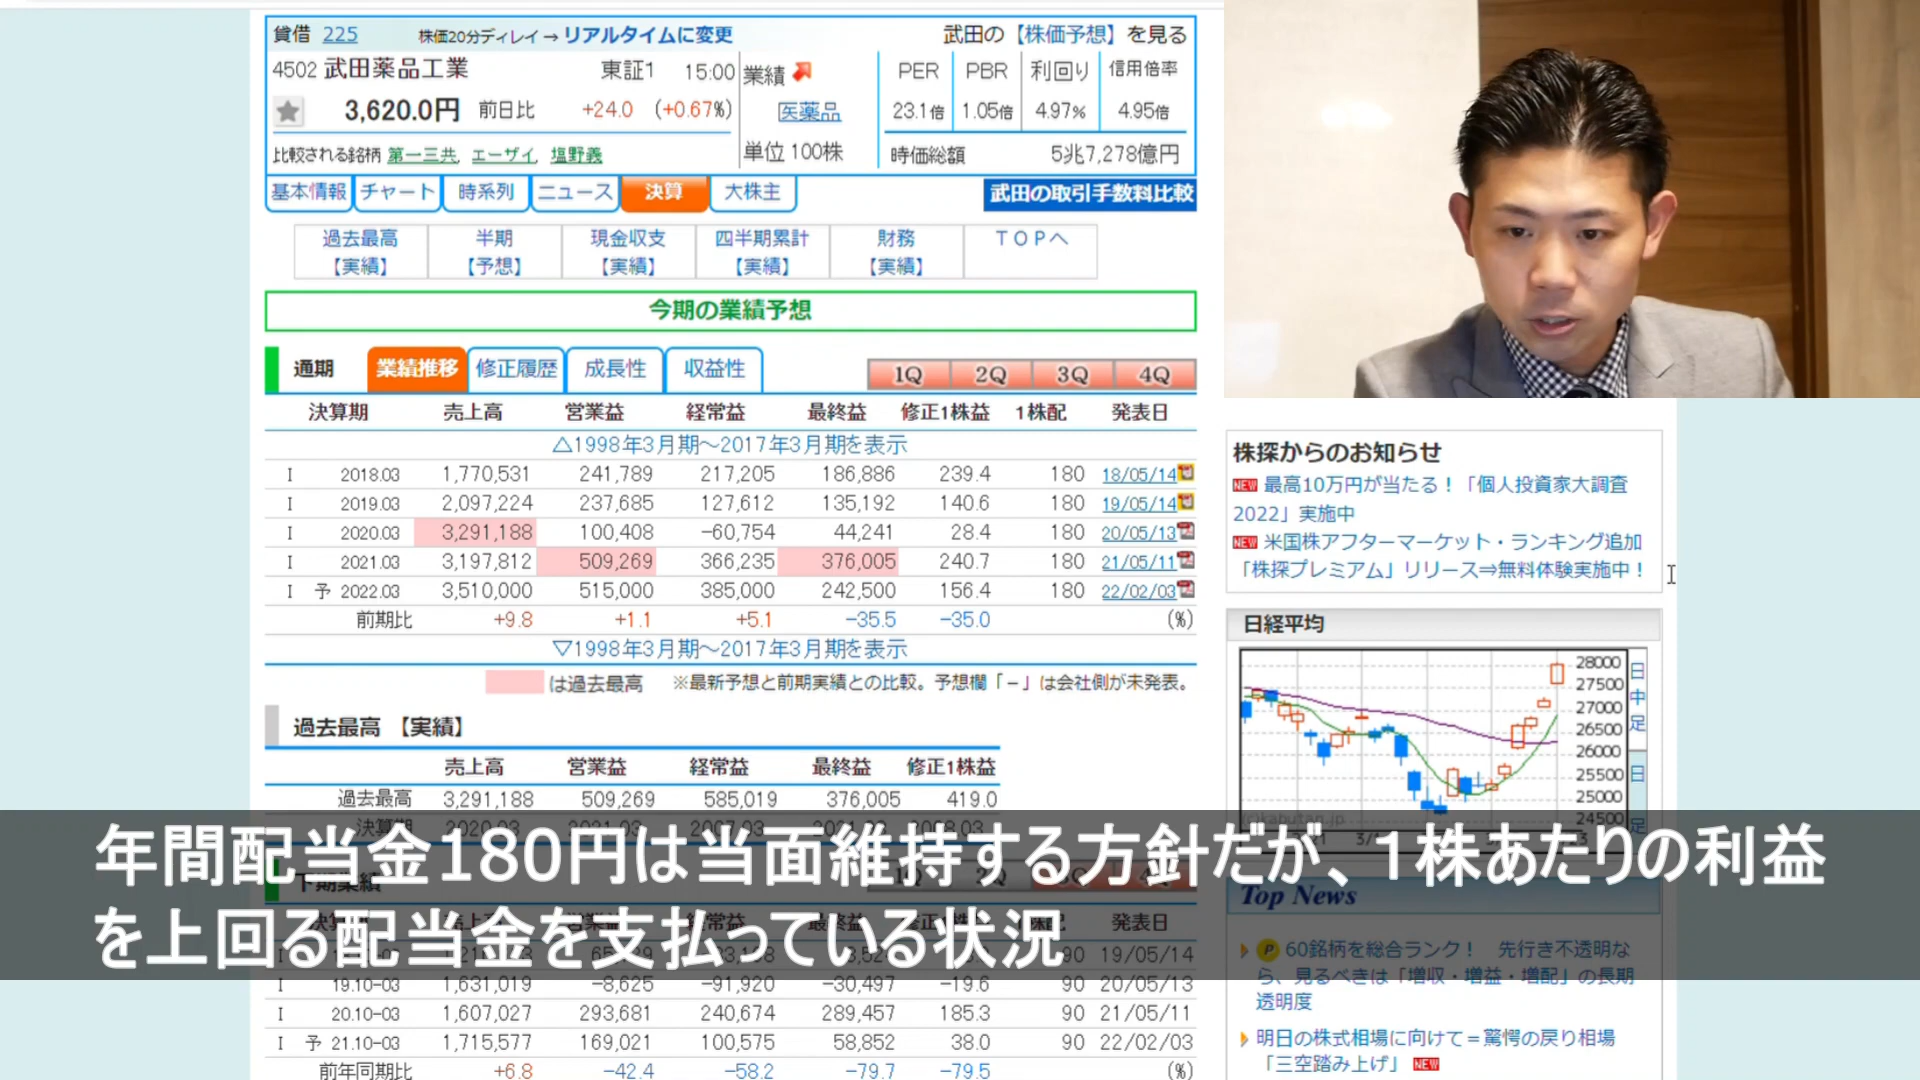 貸借 225 株価20分ディレイ → リアルタイムに変更 武田の【株価予想】を見る
4502 武田薬品工業 東証1 15:00 業績
3,620.0円 前日比 +24.0 (+0.67%) 医薬品
比較される銘柄 第一三共, エーザイ, 塩野義 単位 100株
PER PBR 利回り 信用倍率
23.1倍 1.05倍 4.97% 4.95倍
時価総額 5兆7,278億円
基本情報 チャート 時系列 ニュース 決算 大株主 武田の取引手数料比較
過去最高【実績】 半期【予想】 現金収支【実績】 四半期累計【実績】 財務【実績】 TOPへ
今期の業績予想
通期 業績推移 修正履歴 成長性 収益性 1Q 2Q 3Q 4Q
決算期 売上高 営業益 経常益 最終益 修正1株益 1株配 発表日
△1998年3月期～2017年3月期を表示
I 2018.03 1,770,531 241,789 217,205 186,886 239.4 180 18/05/14
I 2019.03 2,097,224 237,685 127,612 135,192 140.6 180 19/05/14
I 2020.03 3,291,188 100,408 −60,754 44,241 28.4 180 20/05/13
I 2021.03 3,197,812 509,269 366,235 376,005 240.7 180 21/05/11
I 予 2022.03 3,510,000 515,000 385,000 242,500 156.4 180 22/02/03
前期比 +9.8 +1.1 +5.1 −35.5 −35.0 (%)
▽1998年3月期～2017年3月期を表示
は過去最高 ※最新予想と前期実績との比較。予想欄「－」は会社側が未発表。
過去最高 【実績】
売上高 営業益 経常益 最終益 修正1株益
過去最高 3,291,188 509,269 585,019 376,005 419.0
年間配当金180円は当面維持する方針だが、1株あたりの利益
を上回る配当金を支払っている状況
発表日
90 19/05/14
I 19.10-03 1,631,019 −8,625 −91,920 −30,497 −19.6 90 20/05/13
I 20.10-03 1,607,027 293,681 240,674 289,457 185.3 90 21/05/11
I 予 21.10-03 1,715,577 169,021 100,575 58,852 38.0 90 22/02/03
前年同期比 +6.8 −42.4 −58.2 −79.7 −79.5 (%)
株探からのお知らせ
NEW 最高10万円が当たる！「個人投資家大調査
2022」実施中
NEW 米国株アフターマーケット・ランキング追加
「株探プレミアム」リリース⇒無料体験実施中！
日経平均
28000
27500
27000
26500
26000
25500
25000
24500
日
中
足
日
足
Top News
P 60銘柄を総合ランク！ 先行き不透明な
ら、見るべきは「増収・増益・増配」の長期
透明度
明日の株式相場に向けて＝驚愕の戻り相場
「三空踏み上げ」 NEW